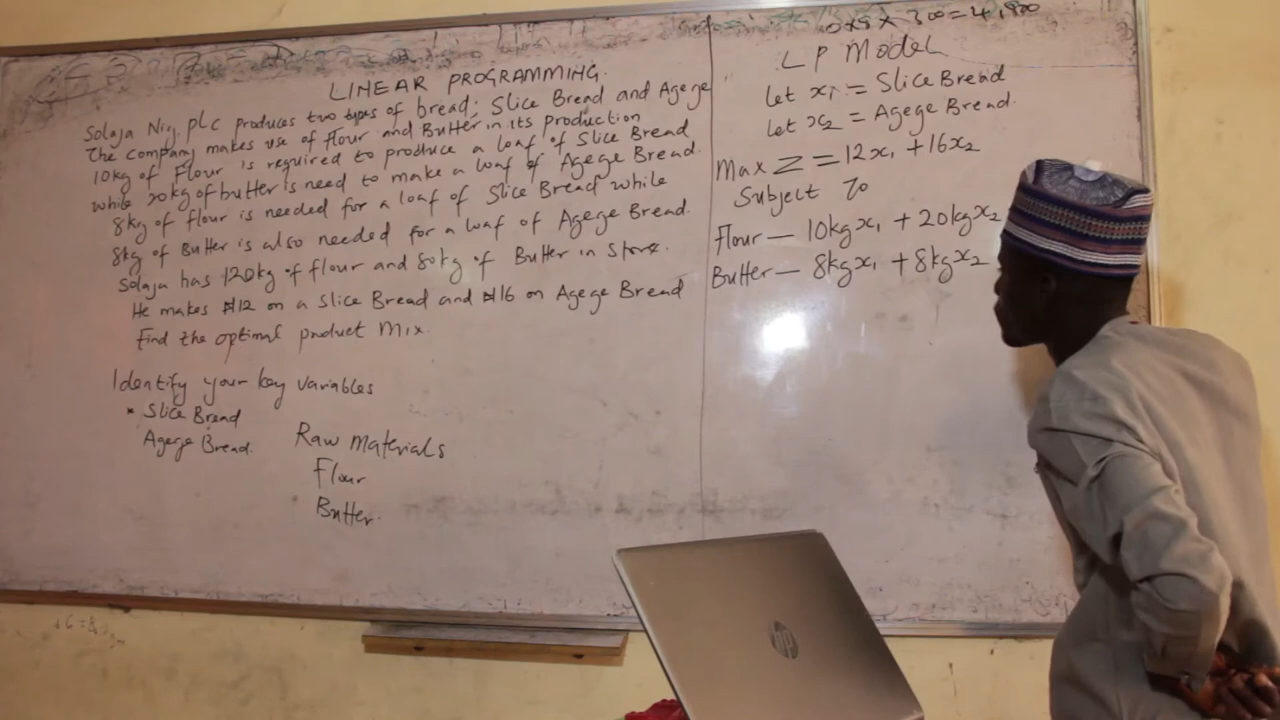 LINEAR PROGRAMMING.
Solaja Nig. PLC produces two types of bread; Slice Bread and Agege
The company makes use of flour and Butter in its production
10kg of Flour is required to produce a loaf of Slice Bread
while 20kg of butter is need to make a loaf of Agege Bread.
8kg of flour is needed for a loaf of Slice Bread while
8kg of Butter is also needed for a loaf of Agege Bread.
Solaja has 120kg of flour and 80kg of Butter in Store.
He makes ₦12 on a Slice Bread and ₦16 on Agege Bread
Find the optimal product Mix.
Identify your key variables
* Slice Bread
Agege Bread.
Raw materials
Flour
Butter.
x 300 = 4,800
LP Model
Let x₁ := Slice Bread
Let x₂ = Agege Bread.
Max Z = 12x₁ + 16x₂
Subject To
Flour — 10kgx₁ + 20kgx₂
Butter — 8kgx₁ + 8kgx₂
hp